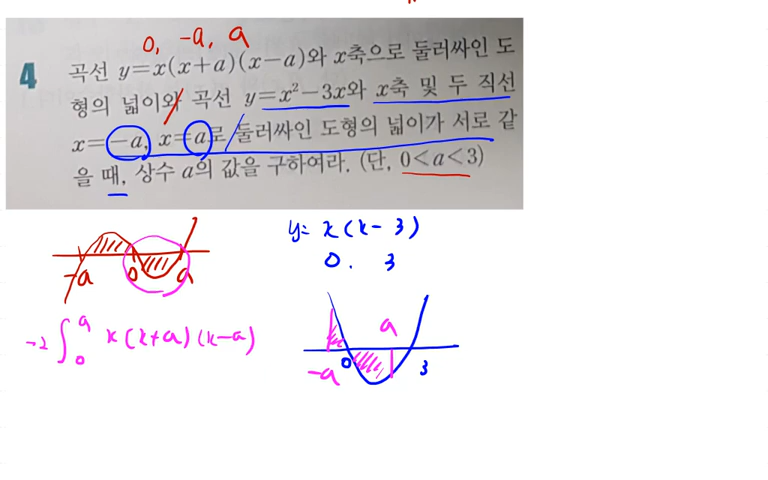 0, -a, a
4
곡선 y=x(x+a)(x-a)와 x축으로 둘러싸인 도
형의 넓이와 곡선 y=x²-3x와 x축 및 두 직선
x=-a, x=a로 둘러싸인 도형의 넓이가 서로 같
을 때, 상수 a의 값을 구하여라. (단, 0<a<3)
y= x(x-3)
0. 3
-a 0 a
-2∫₀ᵃ x(x+a)(x-a)
a
-a 0 3